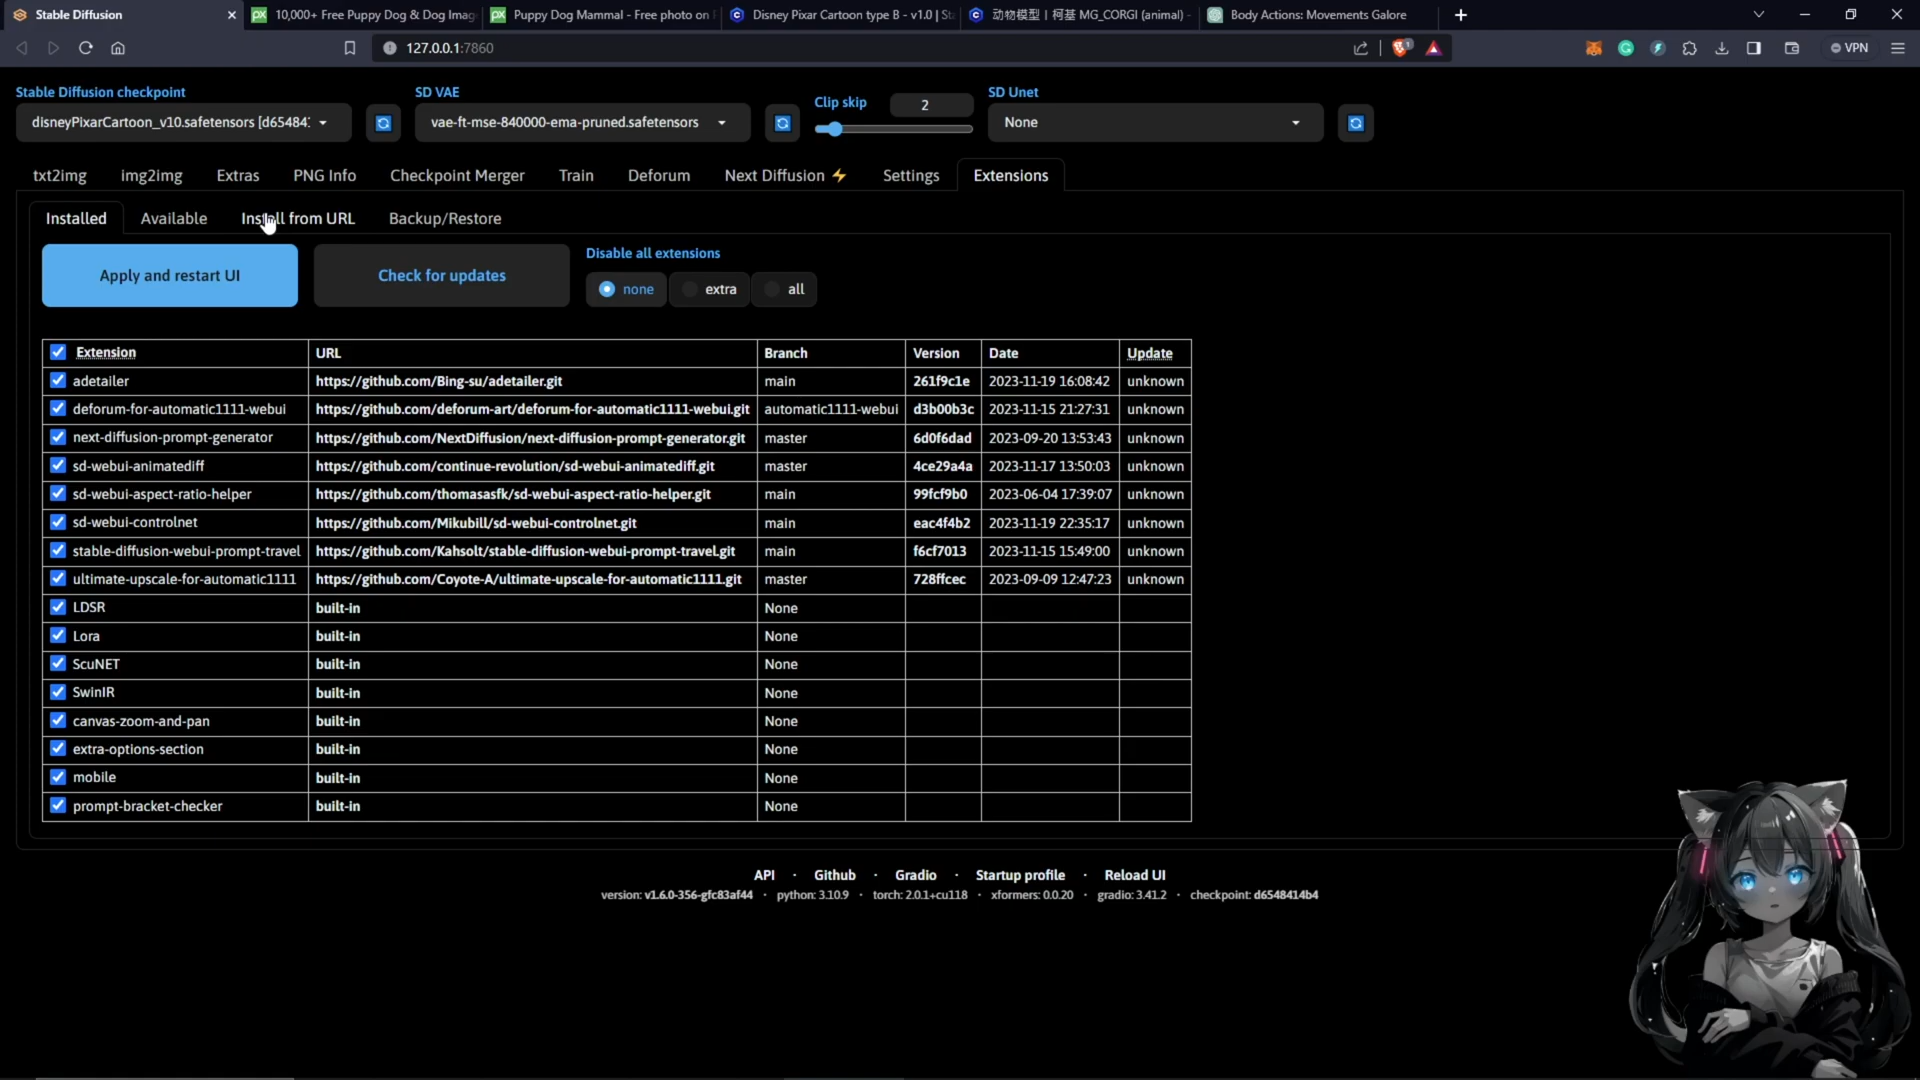 Stable Diffusion
10,000+ Free Puppy Dog & Dog Imag
Puppy Dog Mammal - Free photo on
Disney Pixar Cartoon type B - v1.0 | St
动物模型 | 柯基 MG_CORGI (animal) -
Body Actions: Movements Galore
127.0.0.1:7860
VPN
Stable Diffusion checkpoint
disneyPixarCartoon_v10.safetensors [d65484:
SD VAE
vae-ft-mse-840000-ema-pruned.safetensors
Clip skip
2
SD Unet
None
txt2img img2img Extras PNG Info Checkpoint Merger Train Deforum Next Diffusion ⚡ Settings Extensions
Installed Available Install from URL Backup/Restore
Apply and restart UI
Check for updates
Disable all extensions
none extra all
Extension URL Branch Version Date Update
adetailer https://github.com/Bing-su/adetailer.git main 261f9c1e 2023-11-19 16:08:42 unknown
deforum-for-automatic1111-webui https://github.com/deforum-art/deforum-for-automatic1111-webui.git automatic1111-webui d3b00b3c 2023-11-15 21:27:31 unknown
next-diffusion-prompt-generator https://github.com/NextDiffusion/next-diffusion-prompt-generator.git master 6d0f6dad 2023-09-20 13:53:43 unknown
sd-webui-animatediff https://github.com/continue-revolution/sd-webui-animatediff.git master 4ce29a4a 2023-11-17 13:50:03 unknown
sd-webui-aspect-ratio-helper https://github.com/thomasasfk/sd-webui-aspect-ratio-helper.git main 99fcf9b0 2023-06-04 17:39:07 unknown
sd-webui-controlnet https://github.com/Mikubill/sd-webui-controlnet.git main eac4f4b2 2023-11-19 22:35:17 unknown
stable-diffusion-webui-prompt-travel https://github.com/Kahsolt/stable-diffusion-webui-prompt-travel.git main f6cf7013 2023-11-15 15:49:00 unknown
ultimate-upscale-for-automatic1111 https://github.com/Coyote-A/ultimate-upscale-for-automatic1111.git master 728ffcec 2023-09-09 12:47:23 unknown
LDSR built-in None
Lora built-in None
ScuNET built-in None
SwinIR built-in None
canvas-zoom-and-pan built-in None
extra-options-section built-in None
mobile built-in None
prompt-bracket-checker built-in None
API · Github · Gradio · Startup profile · Reload UI
version: v1.6.0-356-gfc83af44 · python: 3.10.9 · torch: 2.0.1+cu118 · xformers: 0.0.20 · gradio: 3.41.2 · checkpoint: d6548414b4